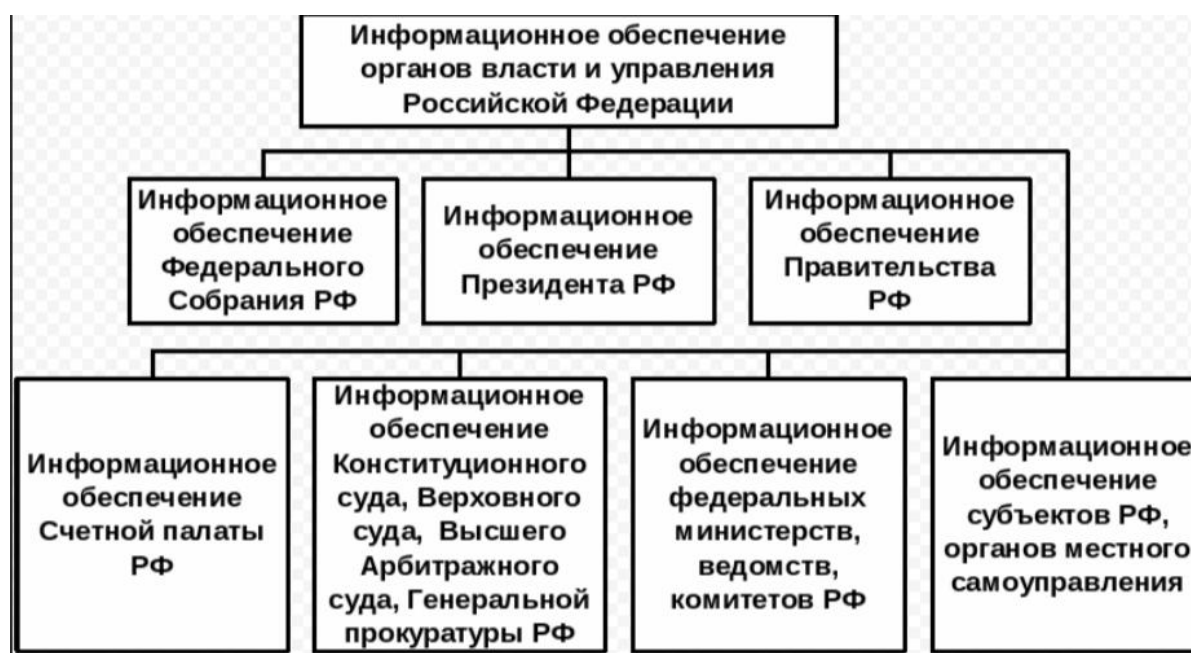 Информационное обеспечение
органов власти и управления
Российской Федерации
Информационное
обеспечение
Федерального
Собрания РФ
Информационное
обеспечение
Президента РФ
Информационное
обеспечение
Правительства
РФ
Информационное
обеспечение
Счетной палаты
РФ
Информационное
обеспечение
Конституционного
суда, Верховного
суда, Высшего
Арбитражного
суда, Генеральной
прокуратуры РФ
Информационное
обеспечение
федеральных
министерств,
ведомств,
комитетов РФ
Информационное
обеспечение
субъектов РФ,
органов местного
самоуправления